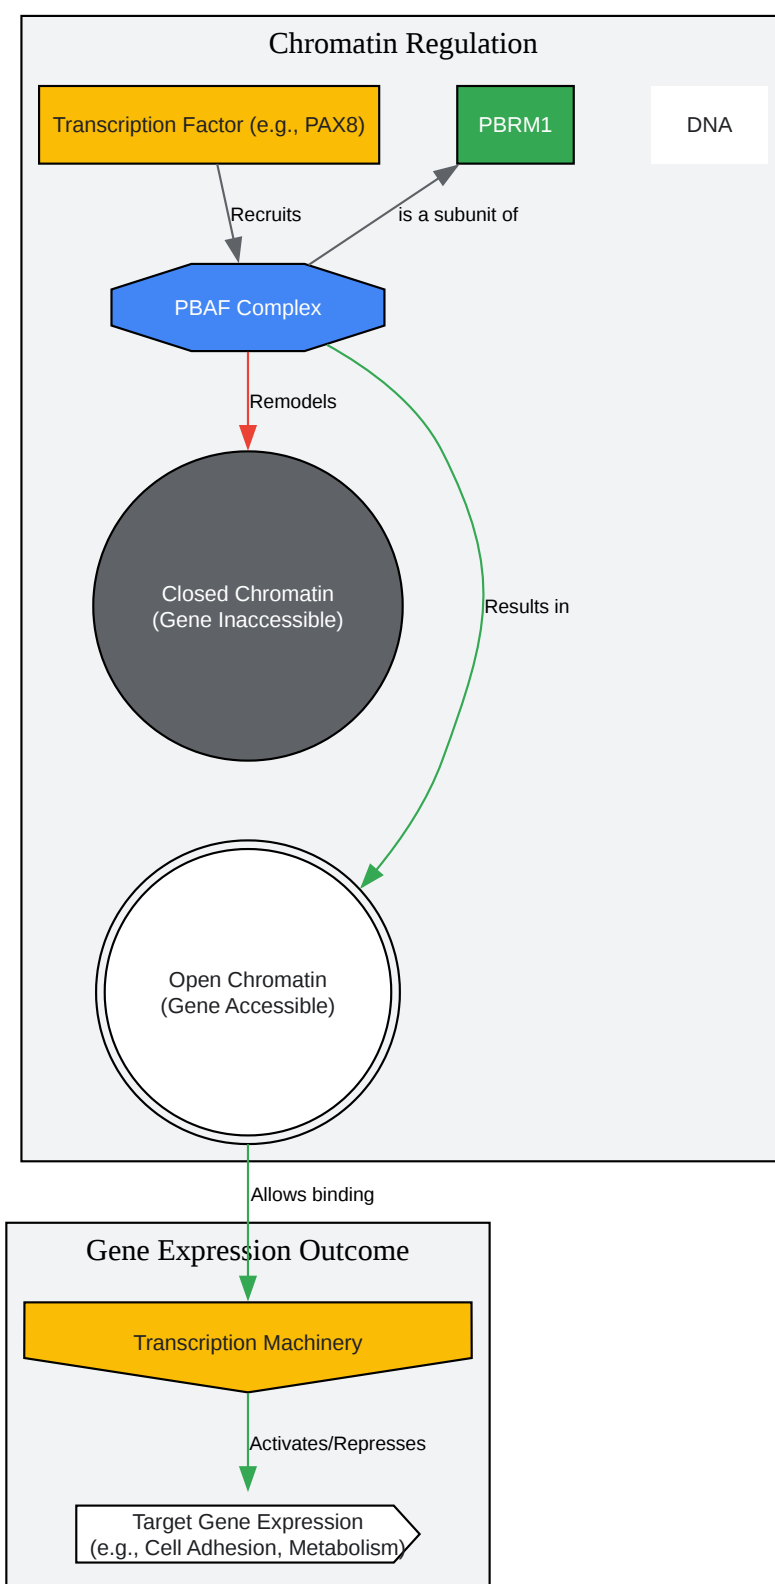 Chromatin Regulation
Transcription Factor (e.g., PAX8)
PBRM1
DNA
Recruits
is a subunit of
PBAF Complex
Remodels
Closed Chromatin
(Gene Inaccessible)
Results in
Open Chromatin
(Gene Accessible)
Allows binding
Gene Expression Outcome
Transcription Machinery
Activates/Represses
Target Gene Expression
(e.g., Cell Adhesion, Metabolism)